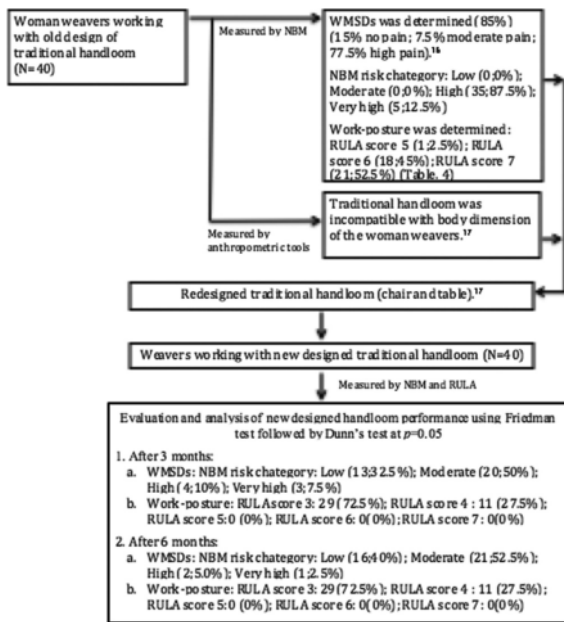 Woman weavers working
with old design of
traditional handloom
(N=40)
Measured by NBM
WMSDs was determined (85%)
(15% no pain; 7.5% moderate pain;
77.5% high pain).¹⁶
NBM risk chategory: Low (0;0%);
Moderate (0;0%); High (35;87.5%);
Very high (5;12.5%)
Work-posture was determined:
RULA score 5 (1;2.5%); RULA
score 6 (18;45%); RULA score 7
(21;52.5%) (Table. 4)
Measured by
anthropometric tools
Traditional handloom was
incompatible with body dimension
of the woman weavers.¹⁷
Redesigned traditional handloom (chair and table).¹⁷
Weavers working with new designed traditional handloom (N=40)
Measured by NBM and RULA
Evaluation and analysis of new designed handloom performance using Friedman
test followed by Dunn's test at p=0.05
1. After 3 months:
a. WMSDs: NBM risk chategory: Low (13;32.5%); Moderate (20;50%);
High (4;10%); Very high (3;7.5%)
b. Work-posture: RULA score 3: 29 (72.5%); RULA score 4 : 11 (27.5%);
RULA score 5:0 (0%); RULA score 6: 0(0%); RULA score 7: 0(0%)
2. After 6 months:
a. WMSDs: NBM risk chategory: Low (16;40%); Moderate (21;52.5%);
High (2;5.0%); Very high (1;2.5%)
b. Work-posture: RULA score 3: 29 (72.5%); RULA score 4 : 11 (27.5%);
RULA score 5:0 (0%); RULA score 6: 0(0%); RULA score 7: 0(0%)